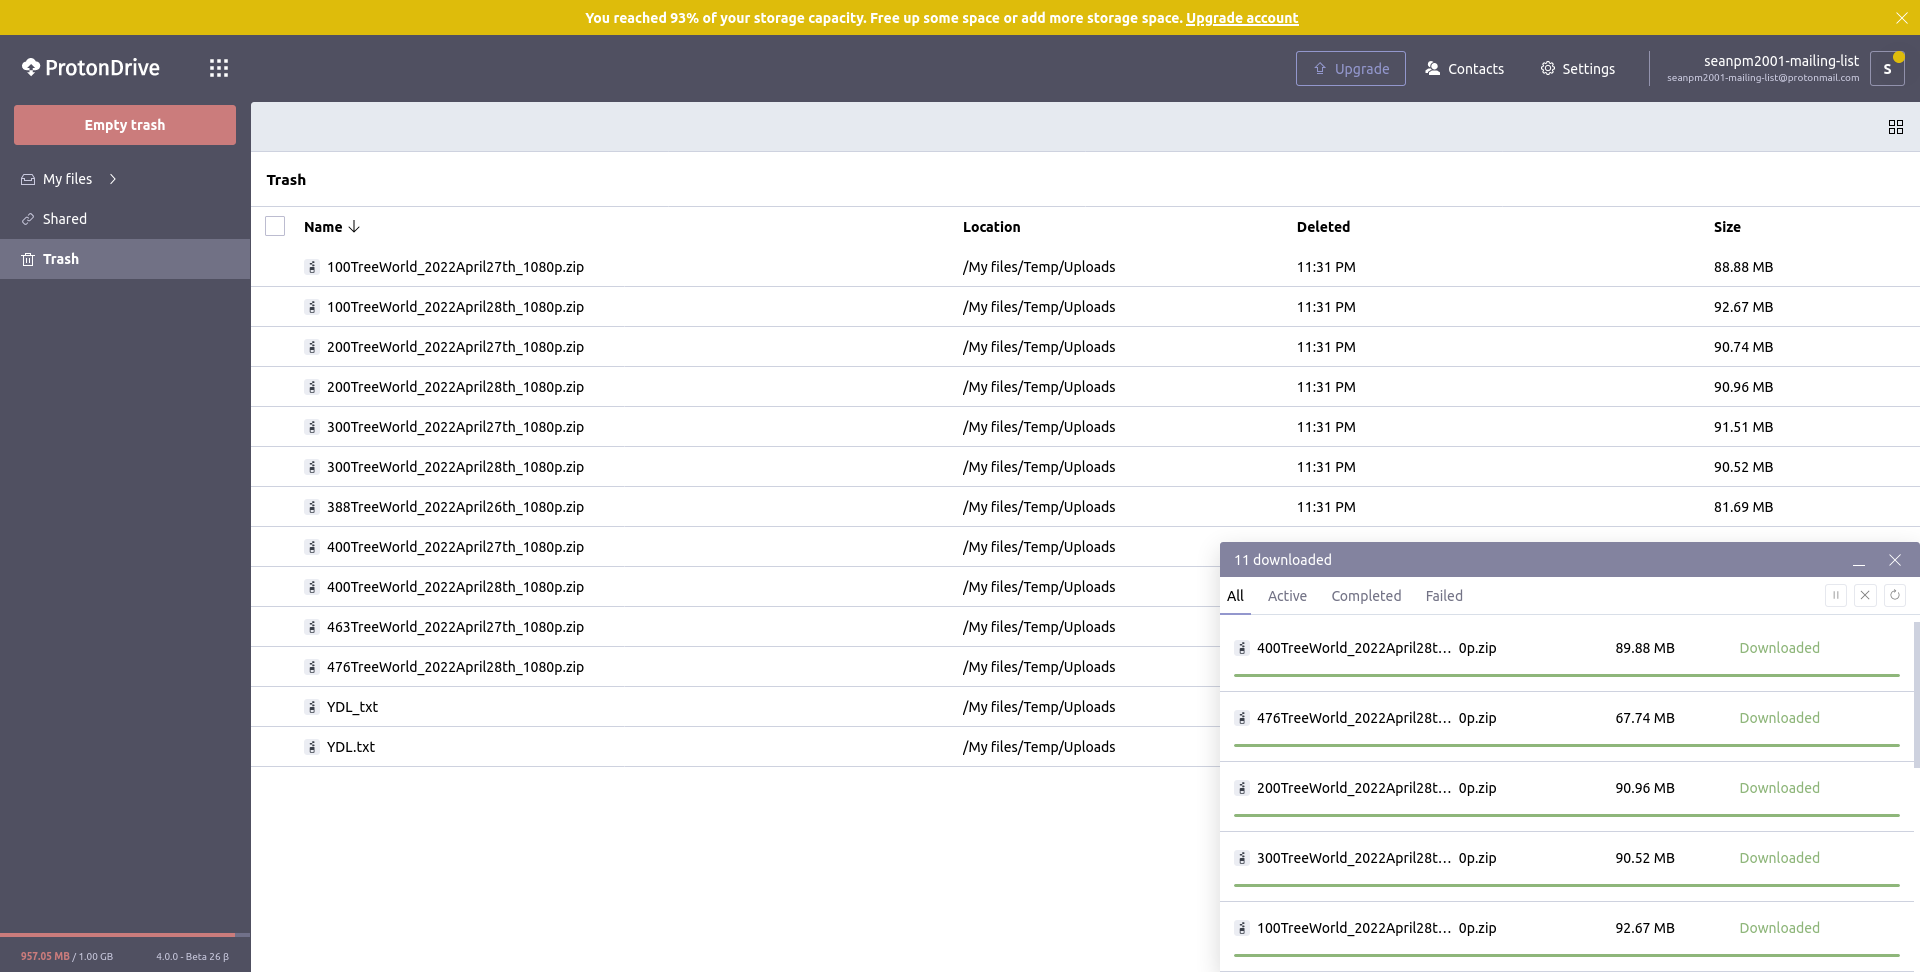 You reached 93% of your storage capacity. Free up some space or add more storage space. Upgrade account
ProtonDrive
Upgrade
Contacts
Settings
seanpm2001-mailing-list
seanpm2001-mailing-list@protonmail.com
S
Empty trash
My files
Shared
Trash
957.05 MB / 1.00 GB
4.0.0 - Beta 26 β
Trash
Name Location Deleted Size
100TreeWorld_2022April27th_1080p.zip /My files/Temp/Uploads 11:31 PM 88.88 MB
100TreeWorld_2022April28th_1080p.zip /My files/Temp/Uploads 11:31 PM 92.67 MB
200TreeWorld_2022April27th_1080p.zip /My files/Temp/Uploads 11:31 PM 90.74 MB
200TreeWorld_2022April28th_1080p.zip /My files/Temp/Uploads 11:31 PM 90.96 MB
300TreeWorld_2022April27th_1080p.zip /My files/Temp/Uploads 11:31 PM 91.51 MB
300TreeWorld_2022April28th_1080p.zip /My files/Temp/Uploads 11:31 PM 90.52 MB
388TreeWorld_2022April26th_1080p.zip /My files/Temp/Uploads 11:31 PM 81.69 MB
400TreeWorld_2022April27th_1080p.zip /My files/Temp/Uploads
400TreeWorld_2022April28th_1080p.zip /My files/Temp/Uploads
463TreeWorld_2022April27th_1080p.zip /My files/Temp/Uploads
476TreeWorld_2022April28th_1080p.zip /My files/Temp/Uploads
YDL_txt /My files/Temp/Uploads
YDL.txt /My files/Temp/Uploads
11 downloaded
All Active Completed Failed
400TreeWorld_2022April28t… 0p.zip 89.88 MB Downloaded
476TreeWorld_2022April28t… 0p.zip 67.74 MB Downloaded
200TreeWorld_2022April28t… 0p.zip 90.96 MB Downloaded
300TreeWorld_2022April28t… 0p.zip 90.52 MB Downloaded
100TreeWorld_2022April28t… 0p.zip 92.67 MB Downloaded